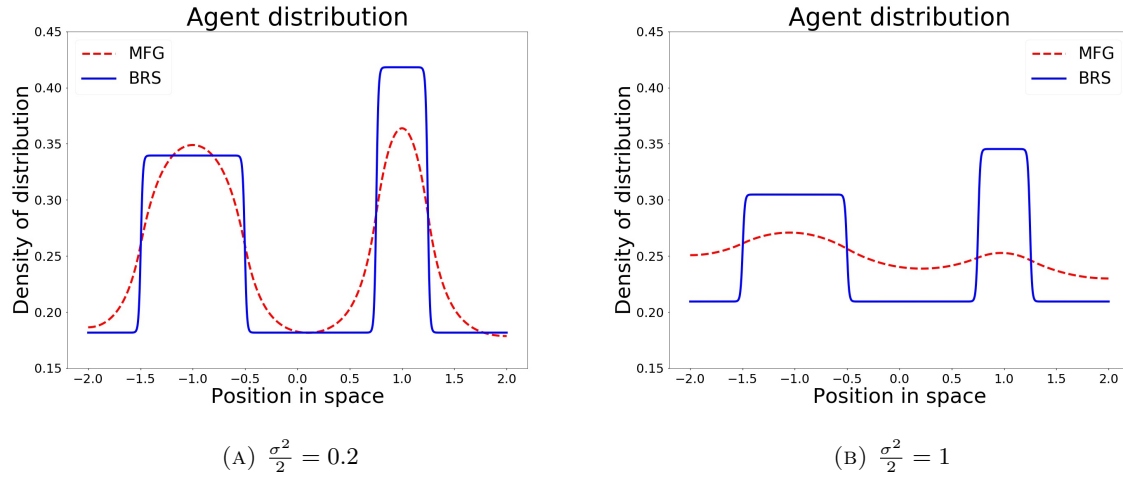 Agent distribution
Density of distribution
0.45
0.40
0.35
0.30
0.25
0.20
0.15
MFG
BRS
-2.0 -1.5 -1.0 -0.5 0.0 0.5 1.0 1.5 2.0
Position in space
(A) σ²/2 = 0.2
Agent distribution
Density of distribution
0.45
0.40
0.35
0.30
0.25
0.20
0.15
MFG
BRS
-2.0 -1.5 -1.0 -0.5 0.0 0.5 1.0 1.5 2.0
Position in space
(B) σ²/2 = 1